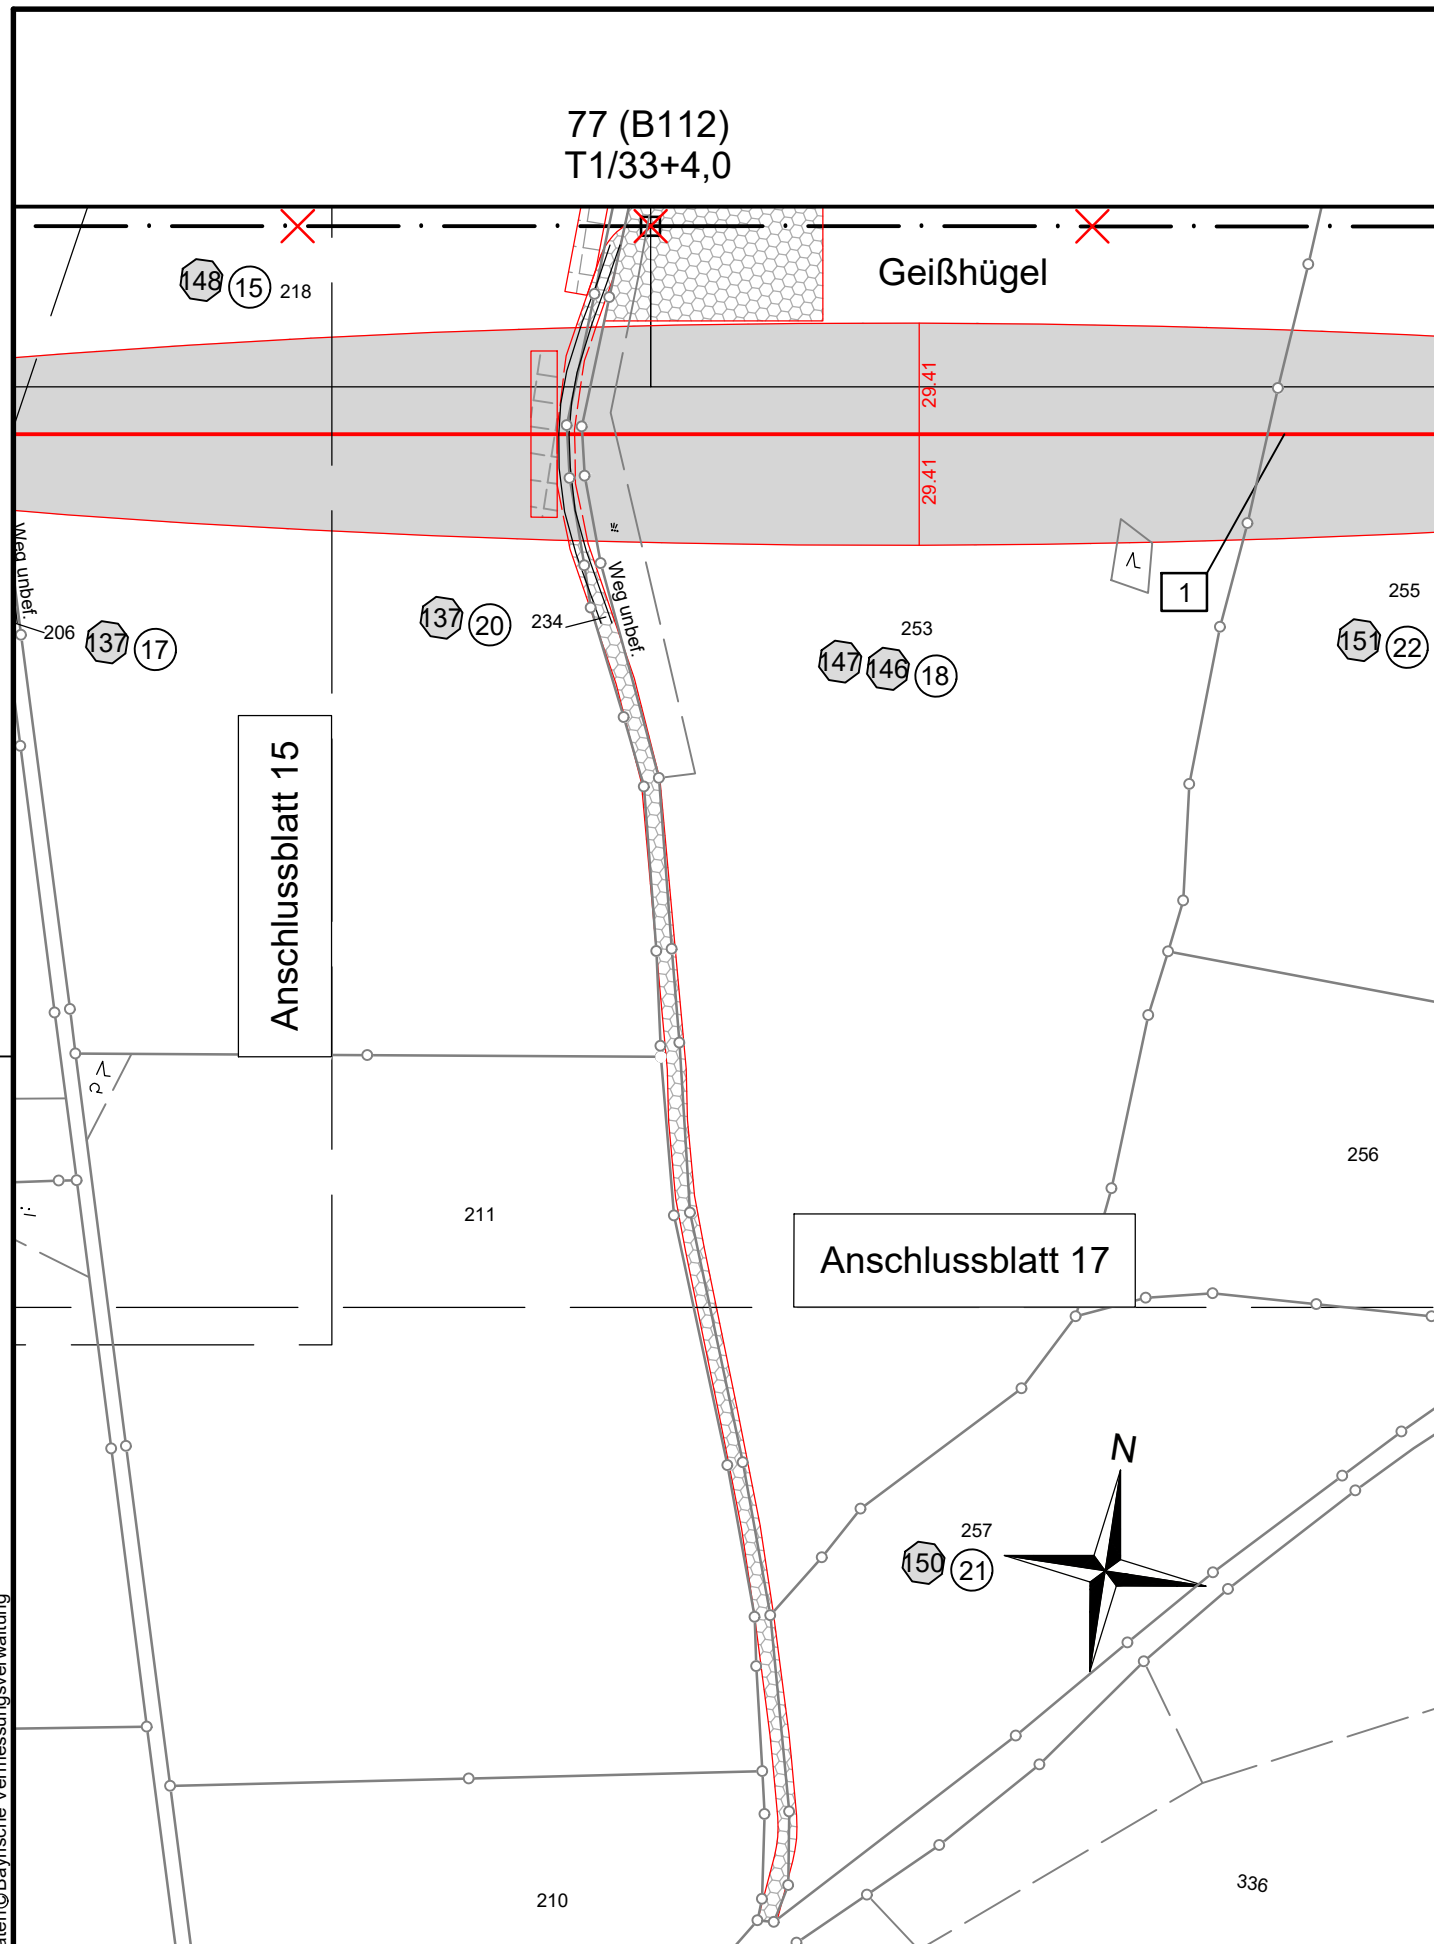 77 (B112)
T1/33+4,0
Geißhügel
148 15 218
29.41
29.41
Weg unbef.
206 137 17
137 20 234
Weg unbef.
1
253
147 146 18
255
151 22
Anschlussblatt 15
256
211
Anschlussblatt 17
N
257
150 21
210
336
Vermessungsverwaltung